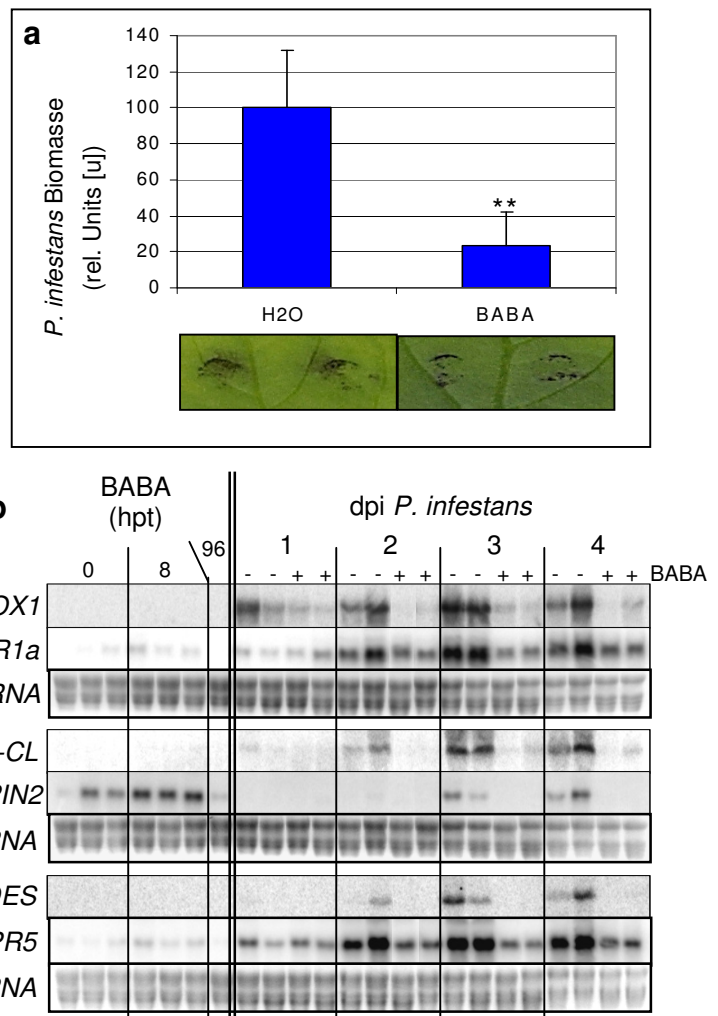 a
P. infestans Biomasse
(rel. Units [u])
140
120
100
80
60
40
20
0
**
H2O
BABA
BABA
(hpt)
dpi P. infestans
0
8
96
1
2
3
4
- - + +
- - + +
- - + +
- - + +
BABA
OX1
R1a
RNA
-CL
PIN2
RNA
DES
PR5
RNA